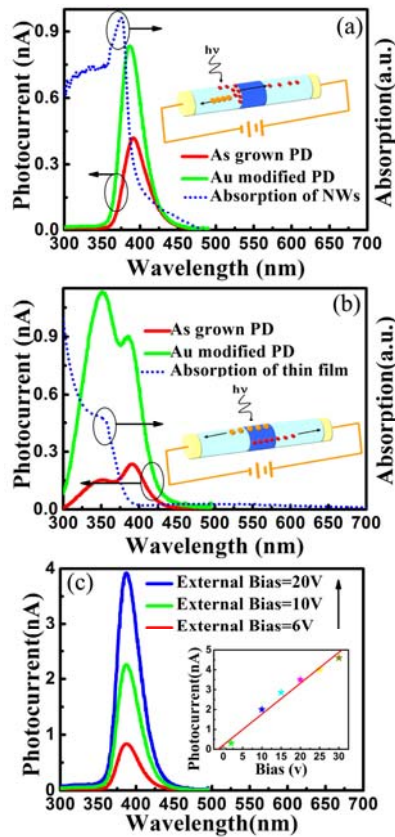 (a)
hν
As grown PD
Au modified PD
Absorption of NWs
Photocurrent (nA)
0.9
0.6
0.3
0.0
Absorption(a.u.)
300 350 400 450 500 550 600 650 700
Wavelength (nm)
(b)
As grown PD
Au modified PD
Absorption of thin film
hν
Photocurrent (nA)
0.9
0.6
0.3
0.0
Absorption(a.u.)
300 350 400 450 500 550 600 650 700
Wavelength (nm)
(c)
External Bias=20V
External Bias=10V
External Bias=6V
Photocurrent(nA)
4
3
2
1
0
300 350 400 450 500 550 600 650 700
Wavelength(nm)
Photocurrent(nA)
5
4
3
2
1
0
0 5 10 15 20 25 30
Bias (v)